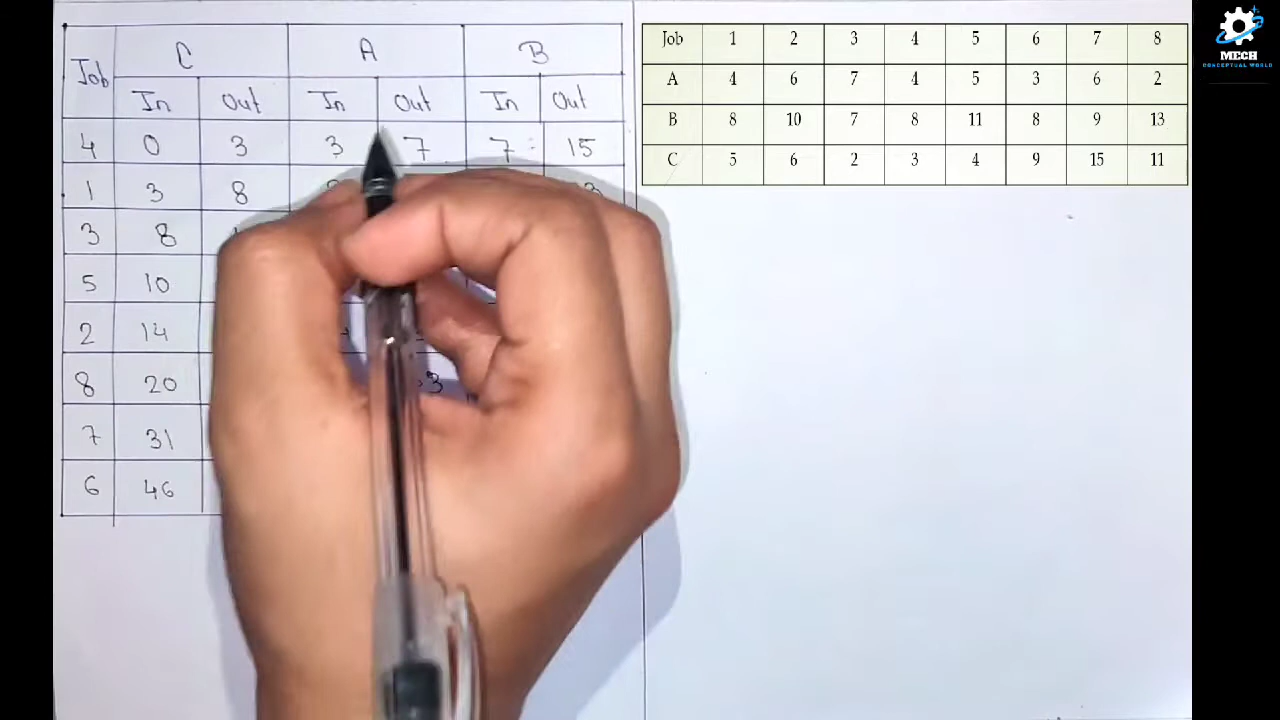 Job C A B
In Out In Out In Out
4 0 3 3 7 7 15
1 3 8
3 8
5 10
2 14
8 20
7 31
6 46
Job 1 2 3 4 5 6 7 8
A 4 6 7 4 5 3 6 2
B 8 10 7 8 11 8 9 13
C 5 6 2 3 4 9 15 11
MECH
CONCEPTUAL WORLD